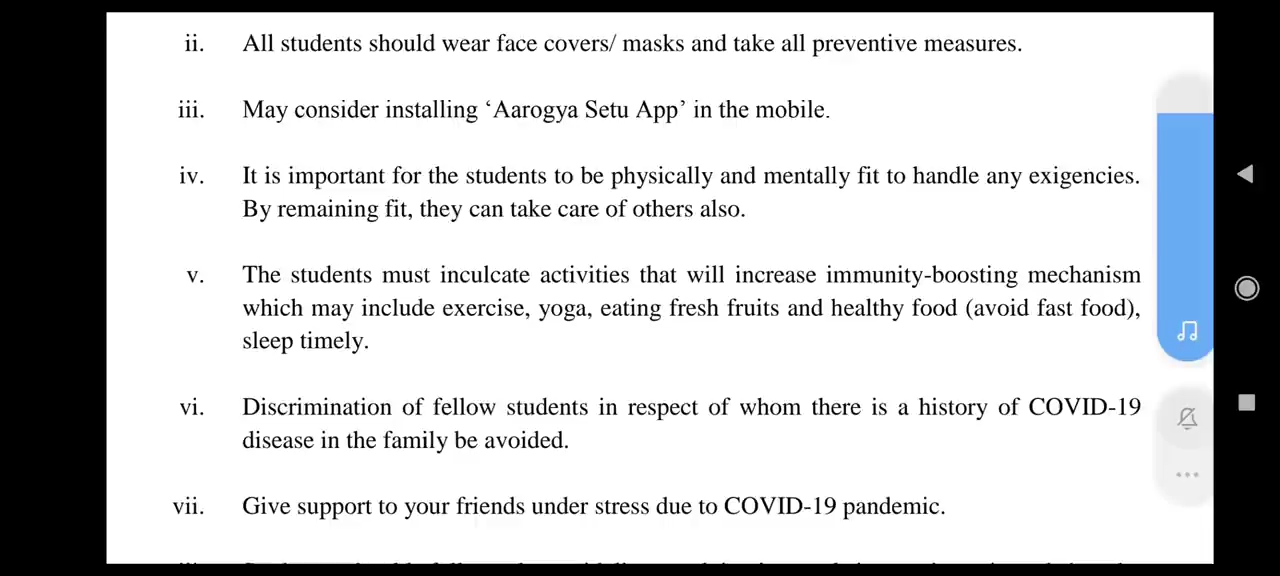 ii. All students should wear face covers/ masks and take all preventive measures.
iii. May consider installing ‘Aarogya Setu App’ in the mobile.
iv. It is important for the students to be physically and mentally fit to handle any exigencies.
By remaining fit, they can take care of others also.
v. The students must inculcate activities that will increase immunity-boosting mechanism
which may include exercise, yoga, eating fresh fruits and healthy food (avoid fast food),
sleep timely.
vi. Discrimination of fellow students in respect of whom there is a history of COVID-19
disease in the family be avoided.
vii. Give support to your friends under stress due to COVID-19 pandemic.